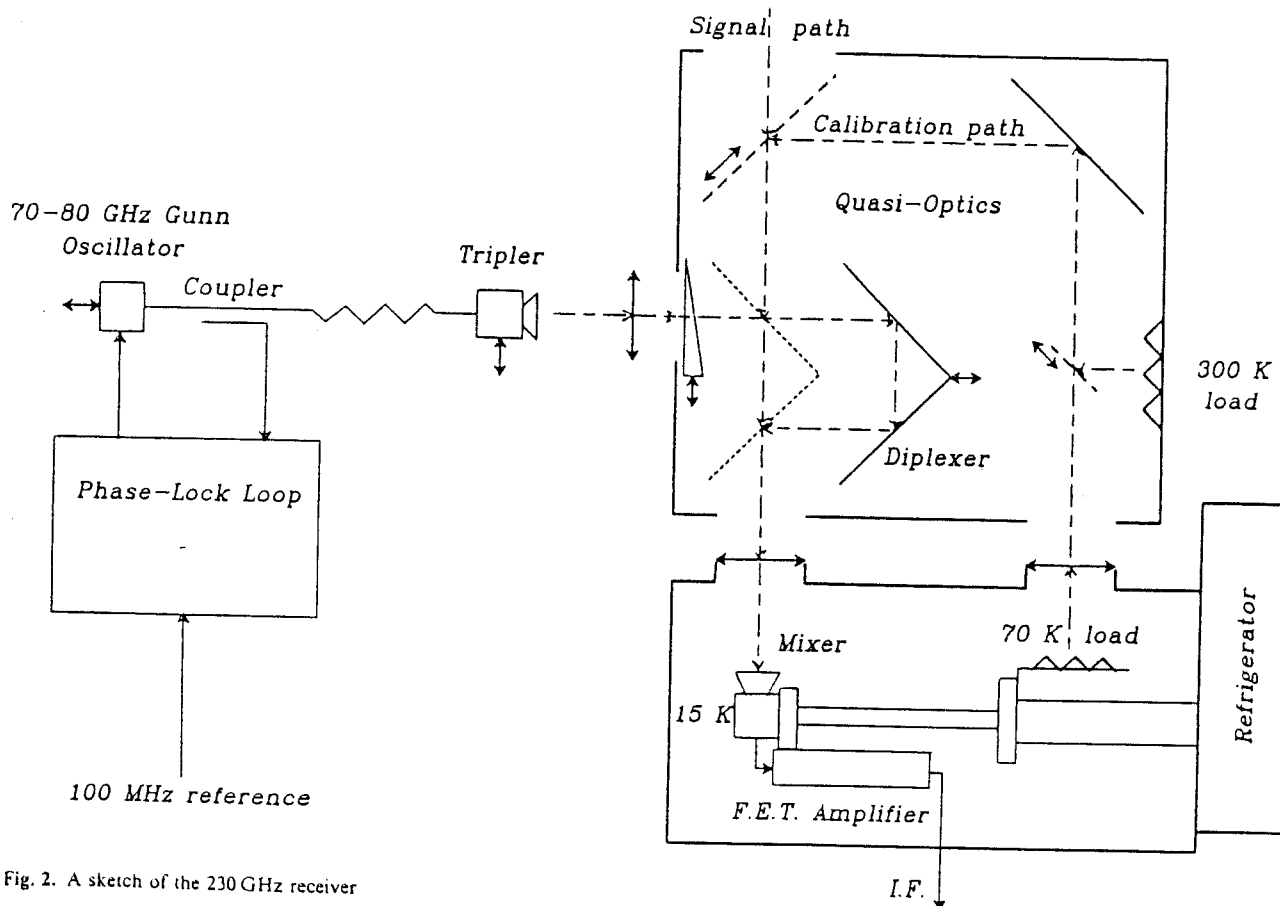 Signal path
Calibration path
Quasi-Optics
70-80 GHz Gunn
Oscillator
Coupler
Tripler
300 K
load
Diplexer
Phase-Lock Loop
70 K load
Mixer
15 K
Refrigerator
100 MHz reference
F.E.T. Amplifier
I.F.
Fig. 2. A sketch of the 230 GHz receiver